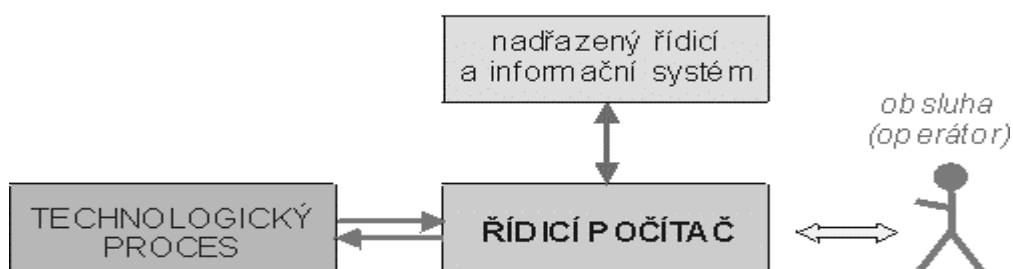 nadřazený řídicí
a informační systém
obsluha
(operátor)
TECHNOLOGICKÝ
PROCES
ŘÍDICÍ POČÍTAČ